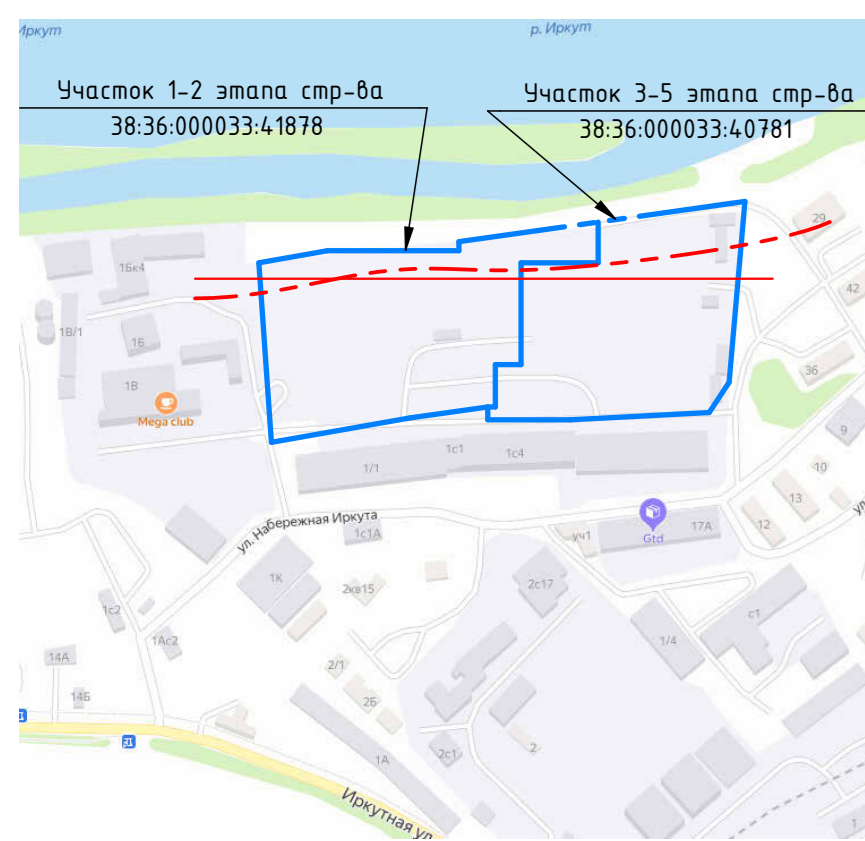 Иркут
р. Иркут
Участок 1-2 этапа стр-ва
38:36:000033:41878
Участок 3-5 этапа стр-ва
38:36:000033:40781
29
1Бк4
42
1В/1
1Б
36
1В
Mega club
9
1с1
1с4
1/1
10
13
ул. Набережная Иркута
1с1А
12
17А
Gtd
уч1
ул
1К
2кв15
2с17
1с2
с1
1Ас2
1/4
14А
2/1
14Б
2Б
2
2с1
1А
Иркутная ул
1